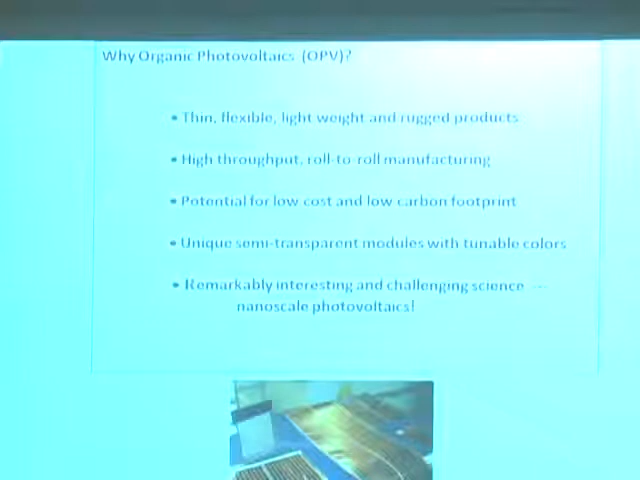 Why Organic Photovoltaics (OPV)?
• Thin, flexible, light weight and rugged products
• High throughput, roll-to-roll manufacturing
• Potential for low cost and low carbon footprint
• Unique semi-transparent modules with tunable colors
• Remarkably interesting and challenging science ---
nanoscale photovoltaics!